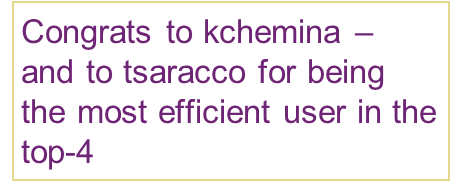 Congrats to kchemina –
and to tsaracco for being
the most efficient user in the
top-4